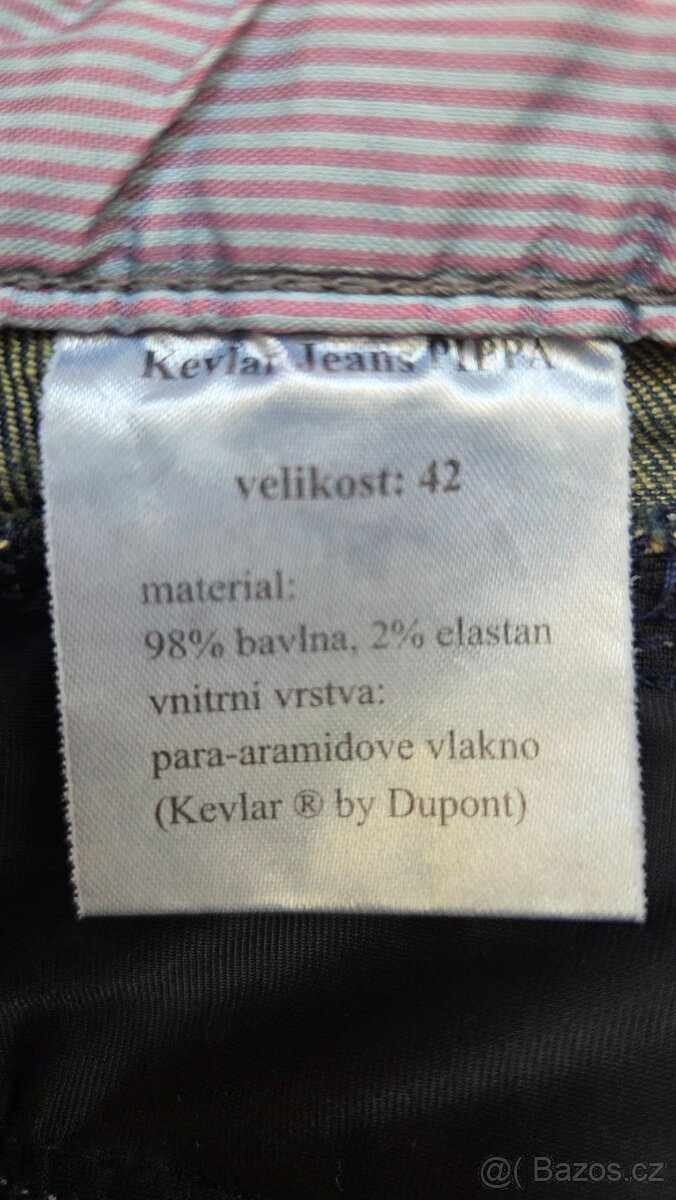 Kevlar Jeans PIPPA
velikost: 42
material:
98% bavlna, 2% elastan
vnitrni vrstva:
para-aramidove vlakno
(Kevlar ® by Dupont)
@( Bazos.cz